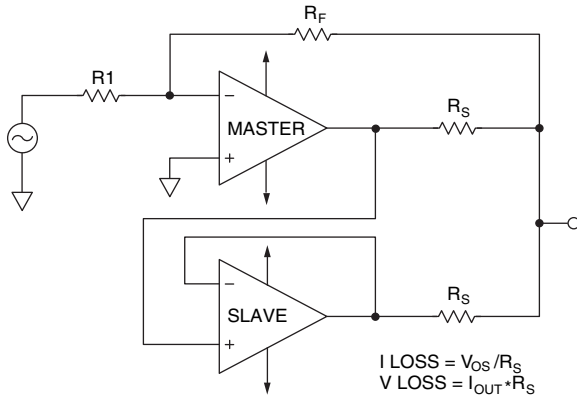 R_F
R1
−
MASTER
+
R_S
−
SLAVE
+
R_S
I LOSS = V_OS/R_S
V LOSS = I_OUT*R_S